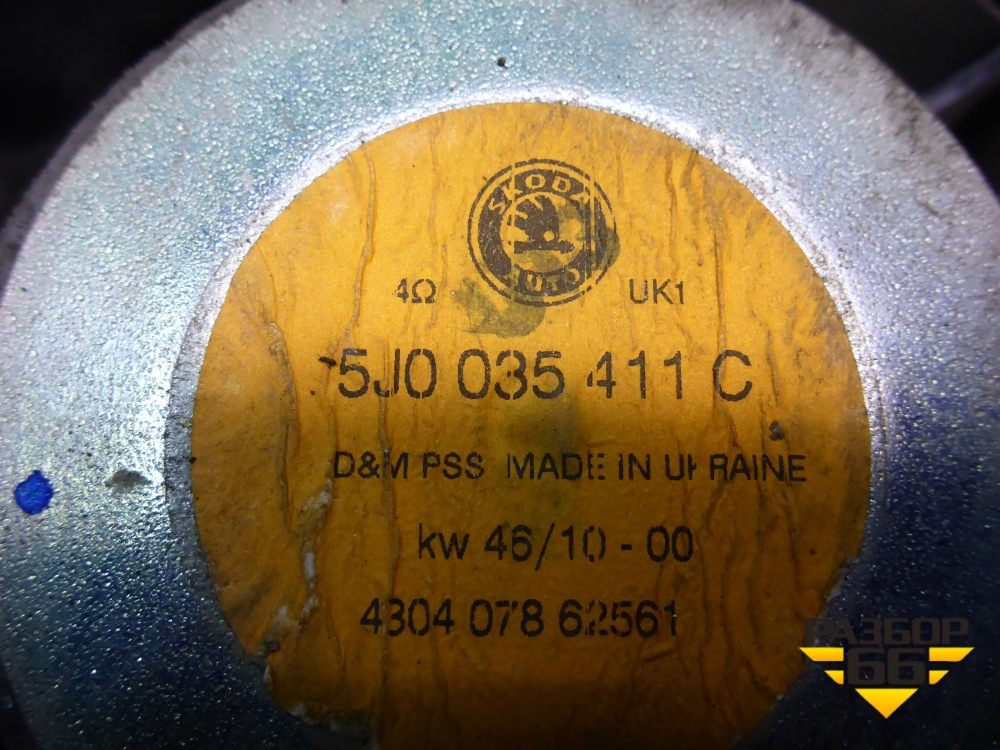 ŠKODA
AUTO
4Ω UK1
5J0 035 411 C
D&M PSS MADE IN UKRAINE
kw 46/10 - 00
4304 078 62561
РАЗБОР
66